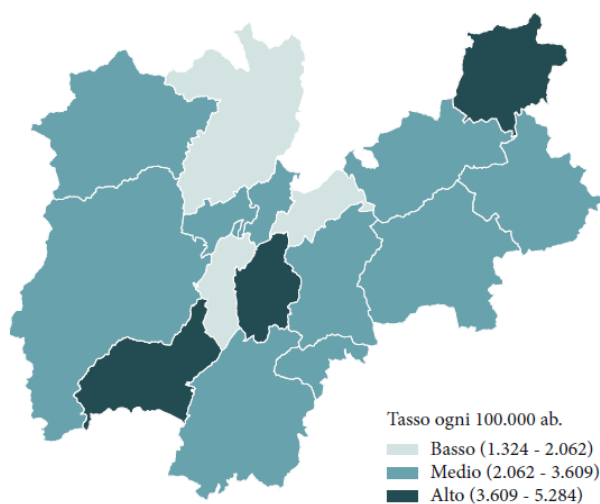 Tasso ogni 100.000 ab.
Basso (1.324 - 2.062)
Medio (2.062 - 3.609)
Alto (3.609 - 5.284)